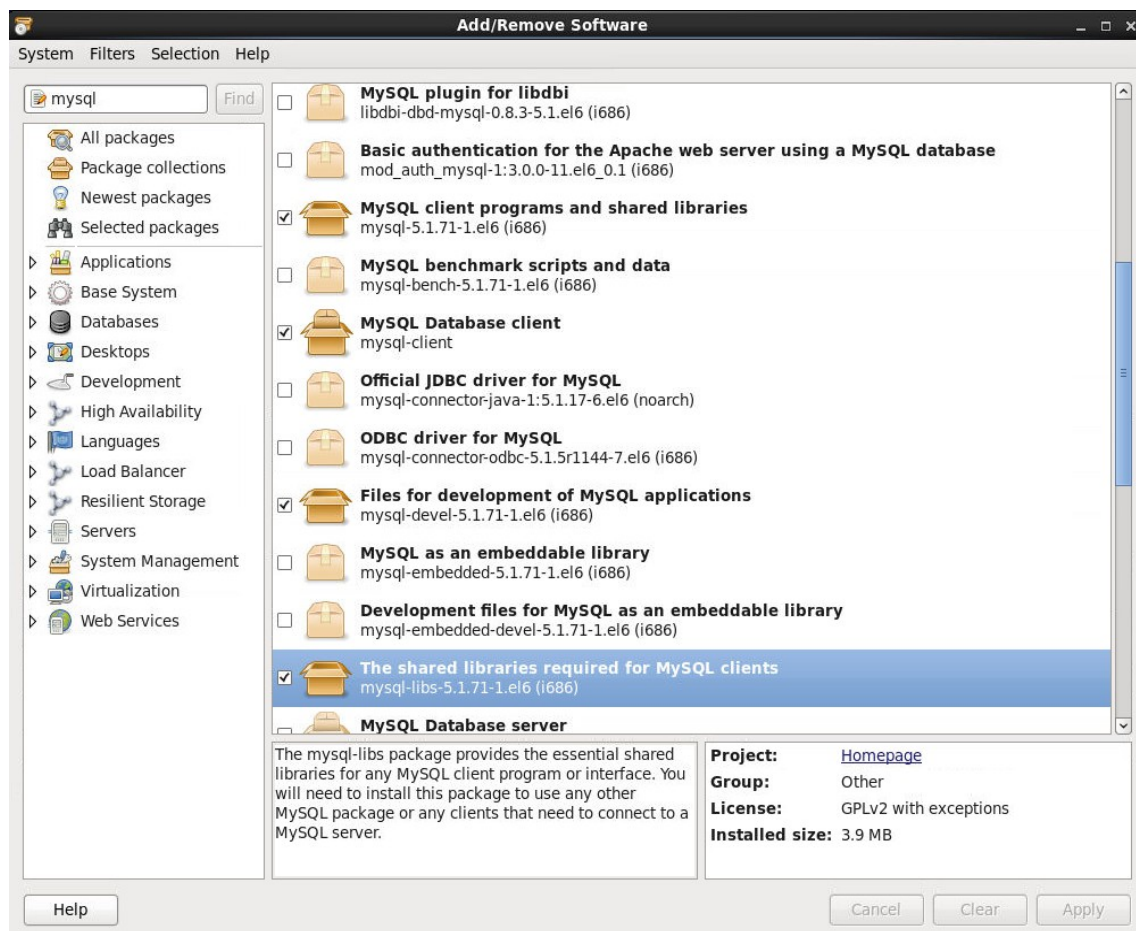 Add/Remove Software
System Filters Selection Help
mysql Find
All packages
Package collections
Newest packages
Selected packages
Applications
Base System
Databases
Desktops
Development
High Availability
Languages
Load Balancer
Resilient Storage
Servers
System Management
Virtualization
Web Services
MySQL plugin for libdbi
libdbi-dbd-mysql-0.8.3-5.1.el6 (i686)
Basic authentication for the Apache web server using a MySQL database
mod_auth_mysql-1:3.0.0-11.el6_0.1 (i686)
MySQL client programs and shared libraries
mysql-5.1.71-1.el6 (i686)
MySQL benchmark scripts and data
mysql-bench-5.1.71-1.el6 (i686)
MySQL Database client
mysql-client
Official JDBC driver for MySQL
mysql-connector-java-1:5.1.17-6.el6 (noarch)
ODBC driver for MySQL
mysql-connector-odbc-5.1.5r1144-7.el6 (i686)
Files for development of MySQL applications
mysql-devel-5.1.71-1.el6 (i686)
MySQL as an embeddable library
mysql-embedded-5.1.71-1.el6 (i686)
Development files for MySQL as an embeddable library
mysql-embedded-devel-5.1.71-1.el6 (i686)
The shared libraries required for MySQL clients
mysql-libs-5.1.71-1.el6 (i686)
MySQL Database server
The mysql-libs package provides the essential shared
libraries for any MySQL client program or interface. You
will need to install this package to use any other
MySQL package or any clients that need to connect to a
MySQL server.
Project: Homepage
Group: Other
License: GPLv2 with exceptions
Installed size: 3.9 MB
Help Cancel Clear Apply